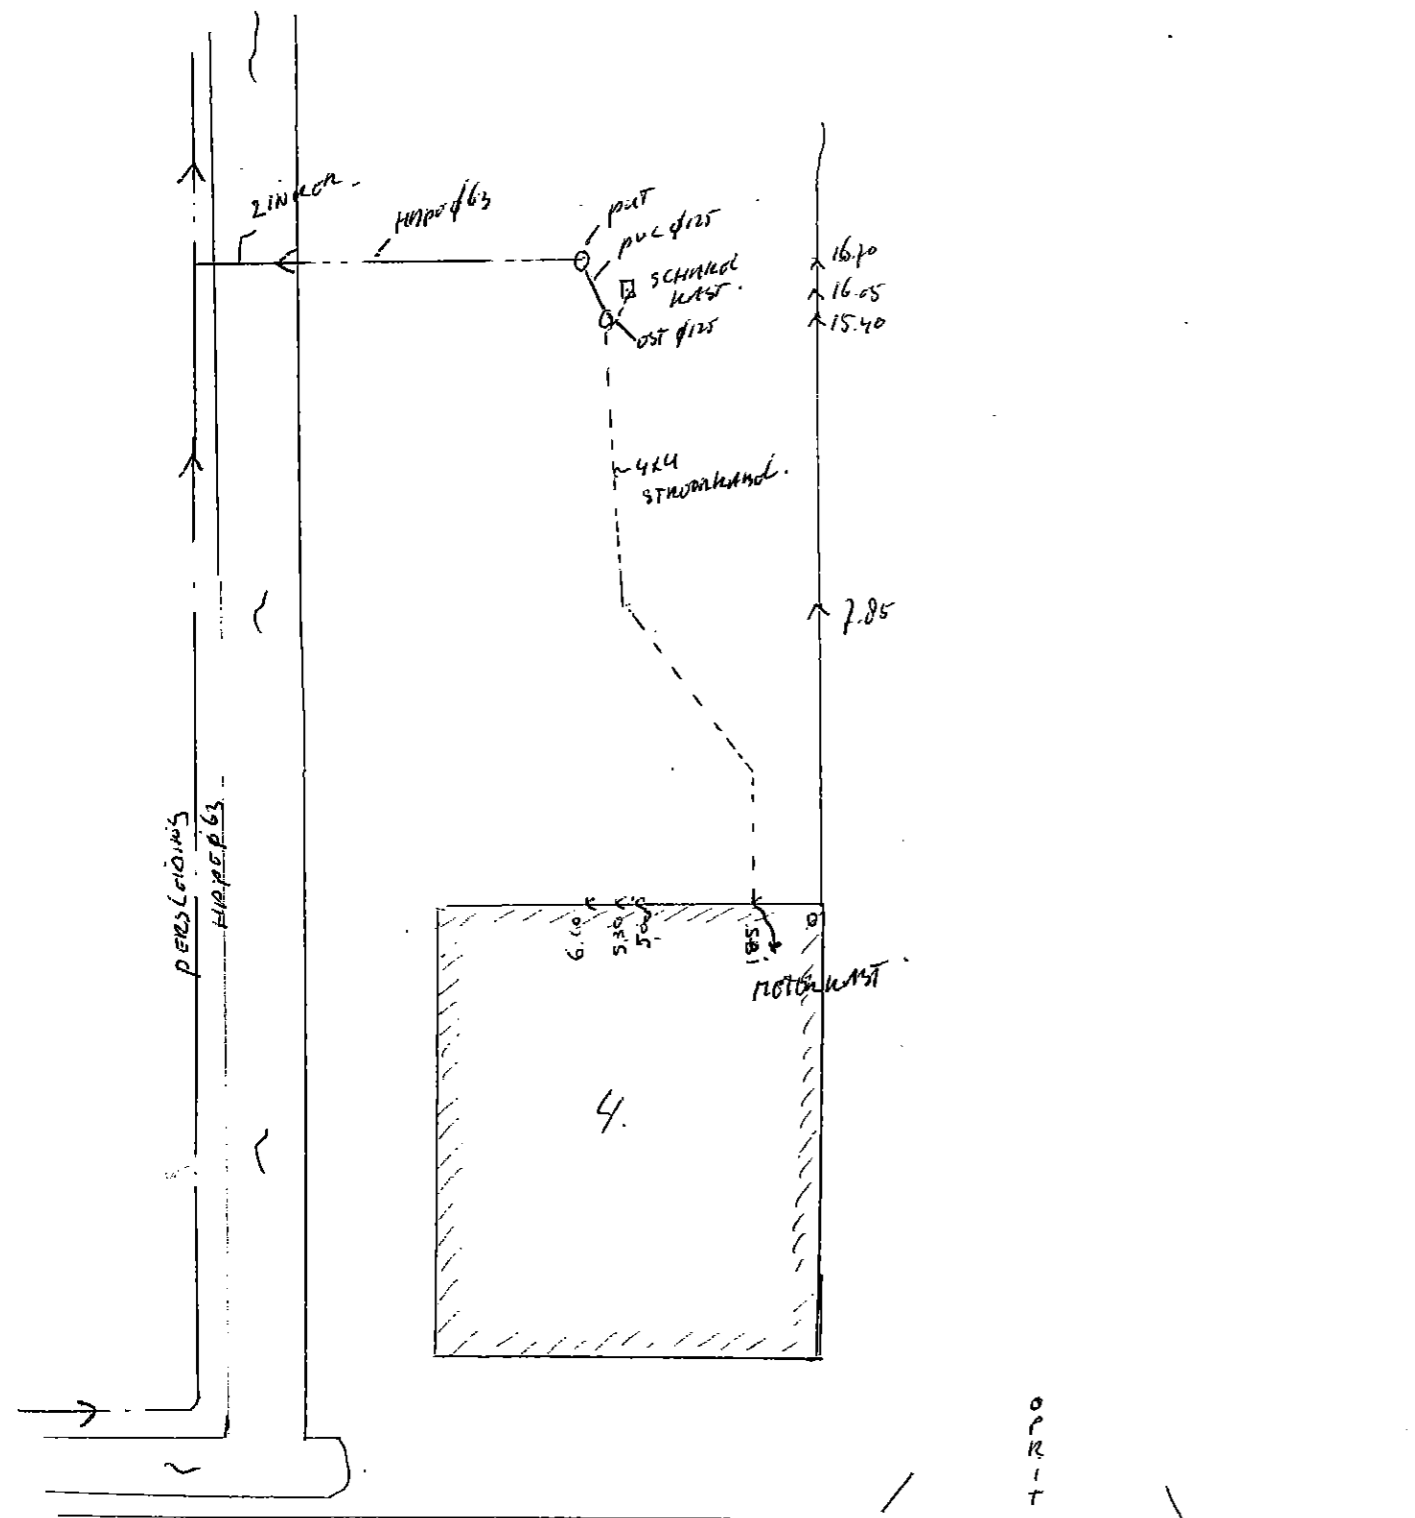 ZINKER.
HDPE ø63
PUT
PVC ø125
SCHAKEL
KAST.
OST ø125
16.70
16.05
15.40
4x4
STROOMKABEL.
7.85
PERSLEIDING
HDPE ø63
6.10
5.30
1.85
METERKAST
4.
OPRIT